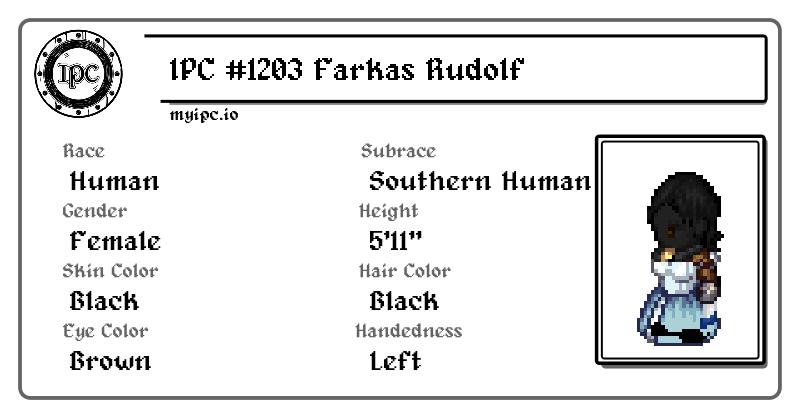 IPC
IPC #1203 Farkas Rudolf
myipc.io
Race
Human
Subrace
Southern Human
Gender
Female
Height
5'11"
Skin Color
Black
Hair Color
Black
Eye Color
Brown
Handedness
Left